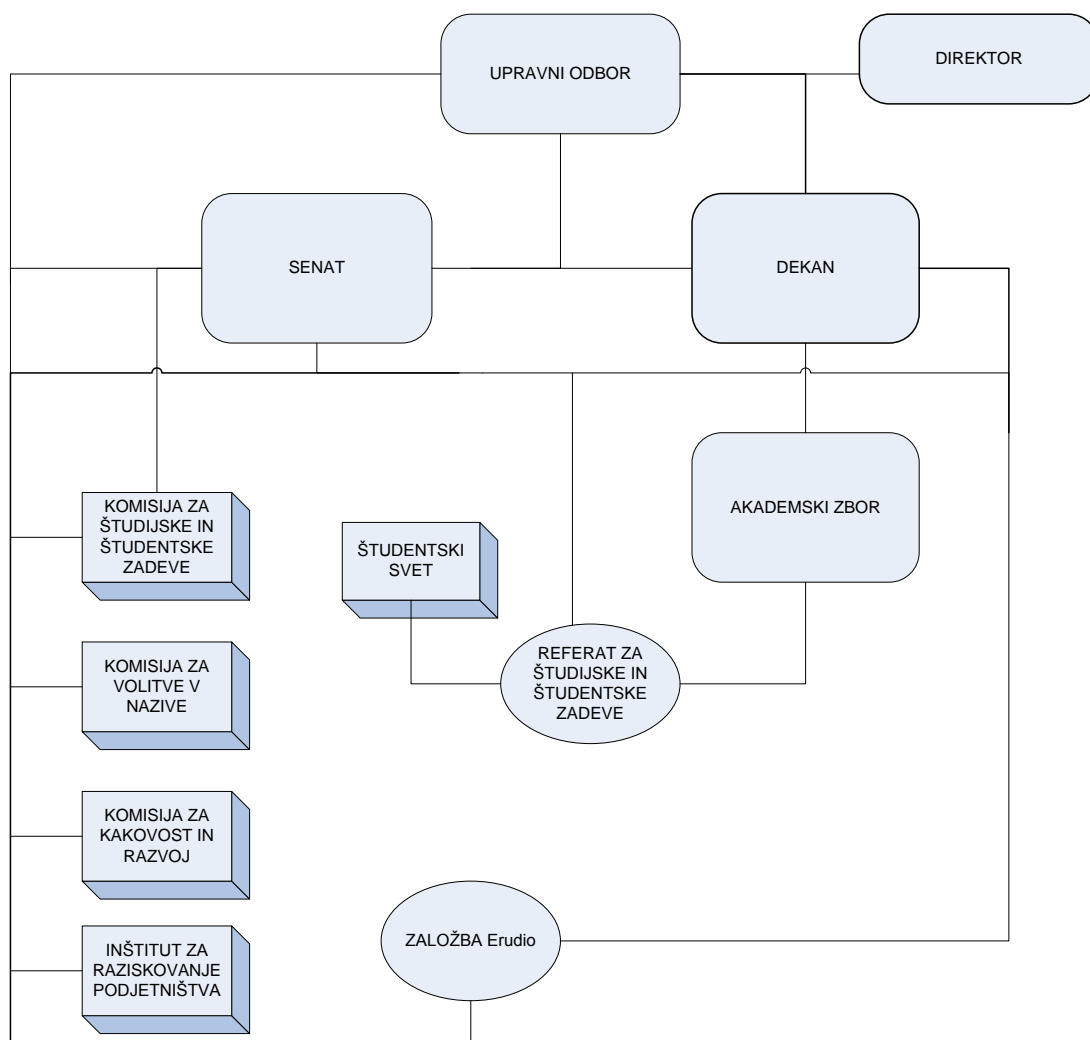 UPRAVNI ODBOR
DIREKTOR
SENAT
DEKAN
AKADEMSKI ZBOR
KOMISIJA ZA
ŠTUDIJSKE IN
ŠTUDENTSKE
ZADEVE
ŠTUDENTSKI
SVET
REFERAT ZA
ŠTUDIJSKE IN
ŠTUDENTSKE
ZADEVE
KOMISIJA ZA
VOLITVE V
NAZIVE
KOMISIJA ZA
KAKOVOST IN
RAZVOJ
ZALOŽBA Erudio
INŠTITUT ZA
RAZISKOVANJE
PODJETNIŠTVA